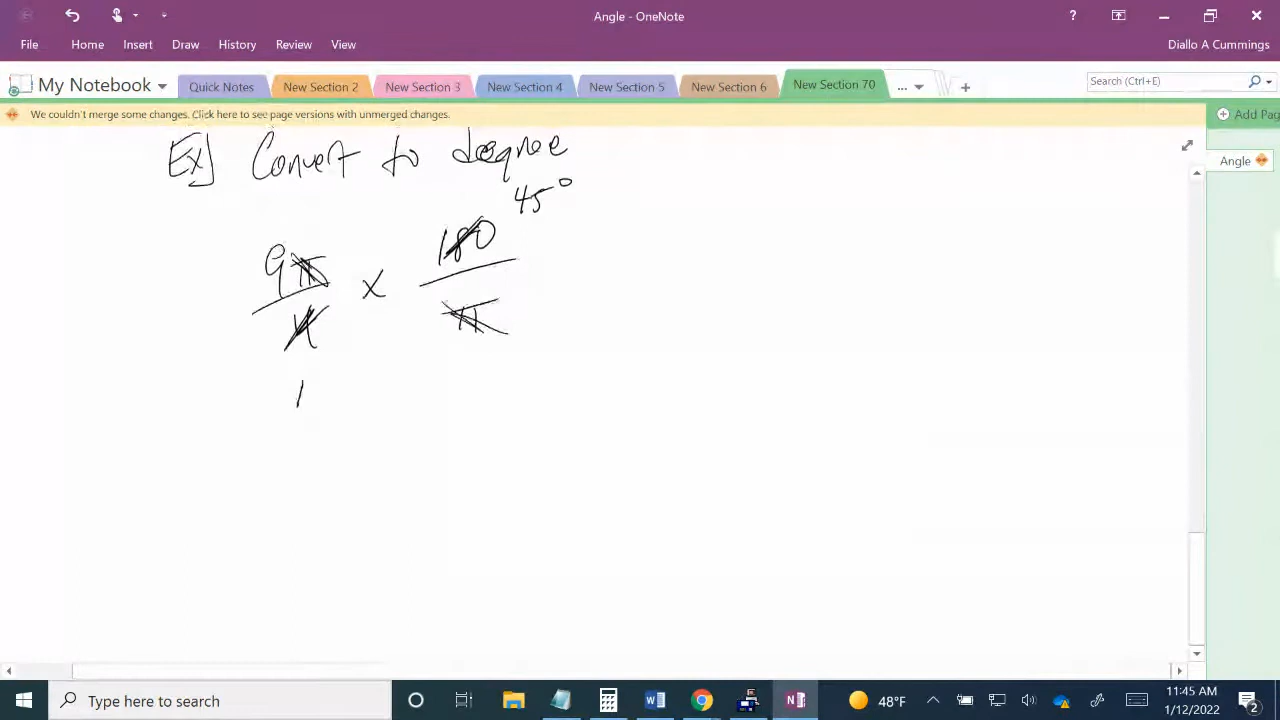 Angle - OneNote
?
File Home Insert Draw History Review View
Diallo A Cummings
My Notebook Quick Notes New Section 2 New Section 3 New Section 4 New Section 5 New Section 6 New Section 70 ... +
Search (Ctrl+E)
We couldn't merge some changes. Click here to see page versions with unmerged changes.
Add Pag
Angle
Ex] Convert to degree
45°
9π/4 x 180/π
1
Type here to search
48°F
11:45 AM
1/12/2022
2